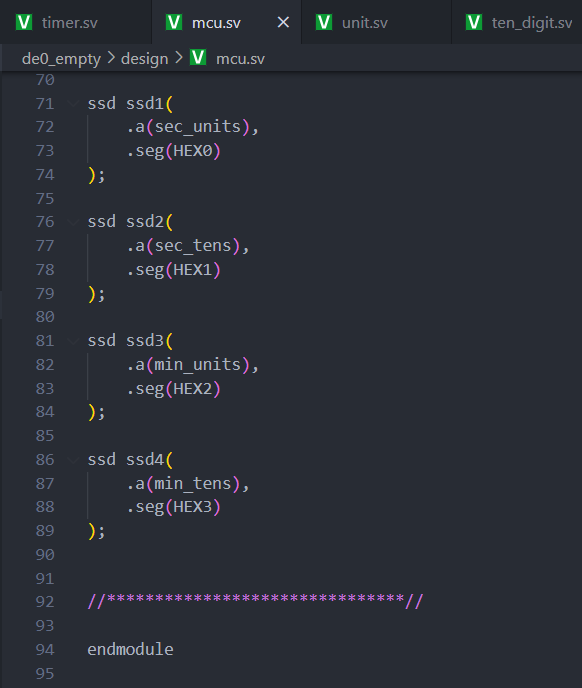 timer.sv mcu.sv unit.sv ten_digit.sv
de0_empty > design > mcu.sv
70
71 ssd ssd1(
72 .a(sec_units),
73 .seg(HEX0)
74 );
75
76 ssd ssd2(
77 .a(sec_tens),
78 .seg(HEX1)
79 );
80
81 ssd ssd3(
82 .a(min_units),
83 .seg(HEX2)
84 );
85
86 ssd ssd4(
87 .a(min_tens),
88 .seg(HEX3)
89 );
90
91
92 //*******************************//
93
94 endmodule
95